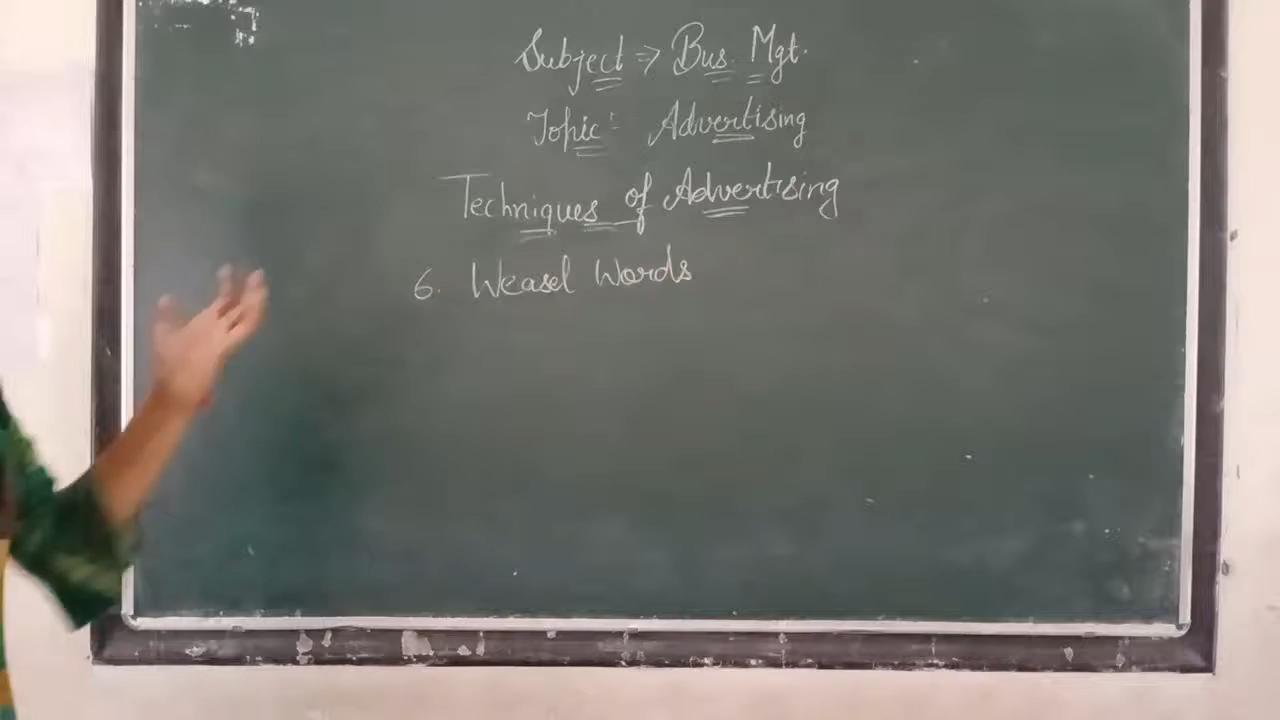 Subject => Bus. Mgt.
Topic: Advertising
Techniques of Advertising
6. Weasel Words